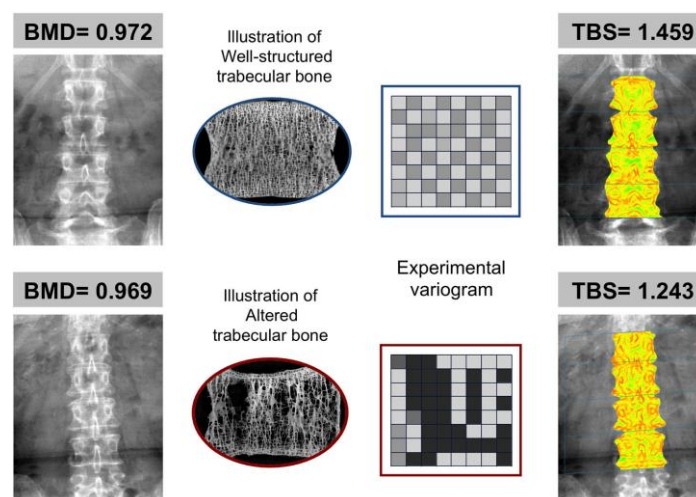 BMD= 0.972
Illustration of
Well-structured
trabecular bone
TBS= 1.459
BMD= 0.969
Illustration of
Altered
trabecular bone
Experimental
variogram
TBS= 1.243